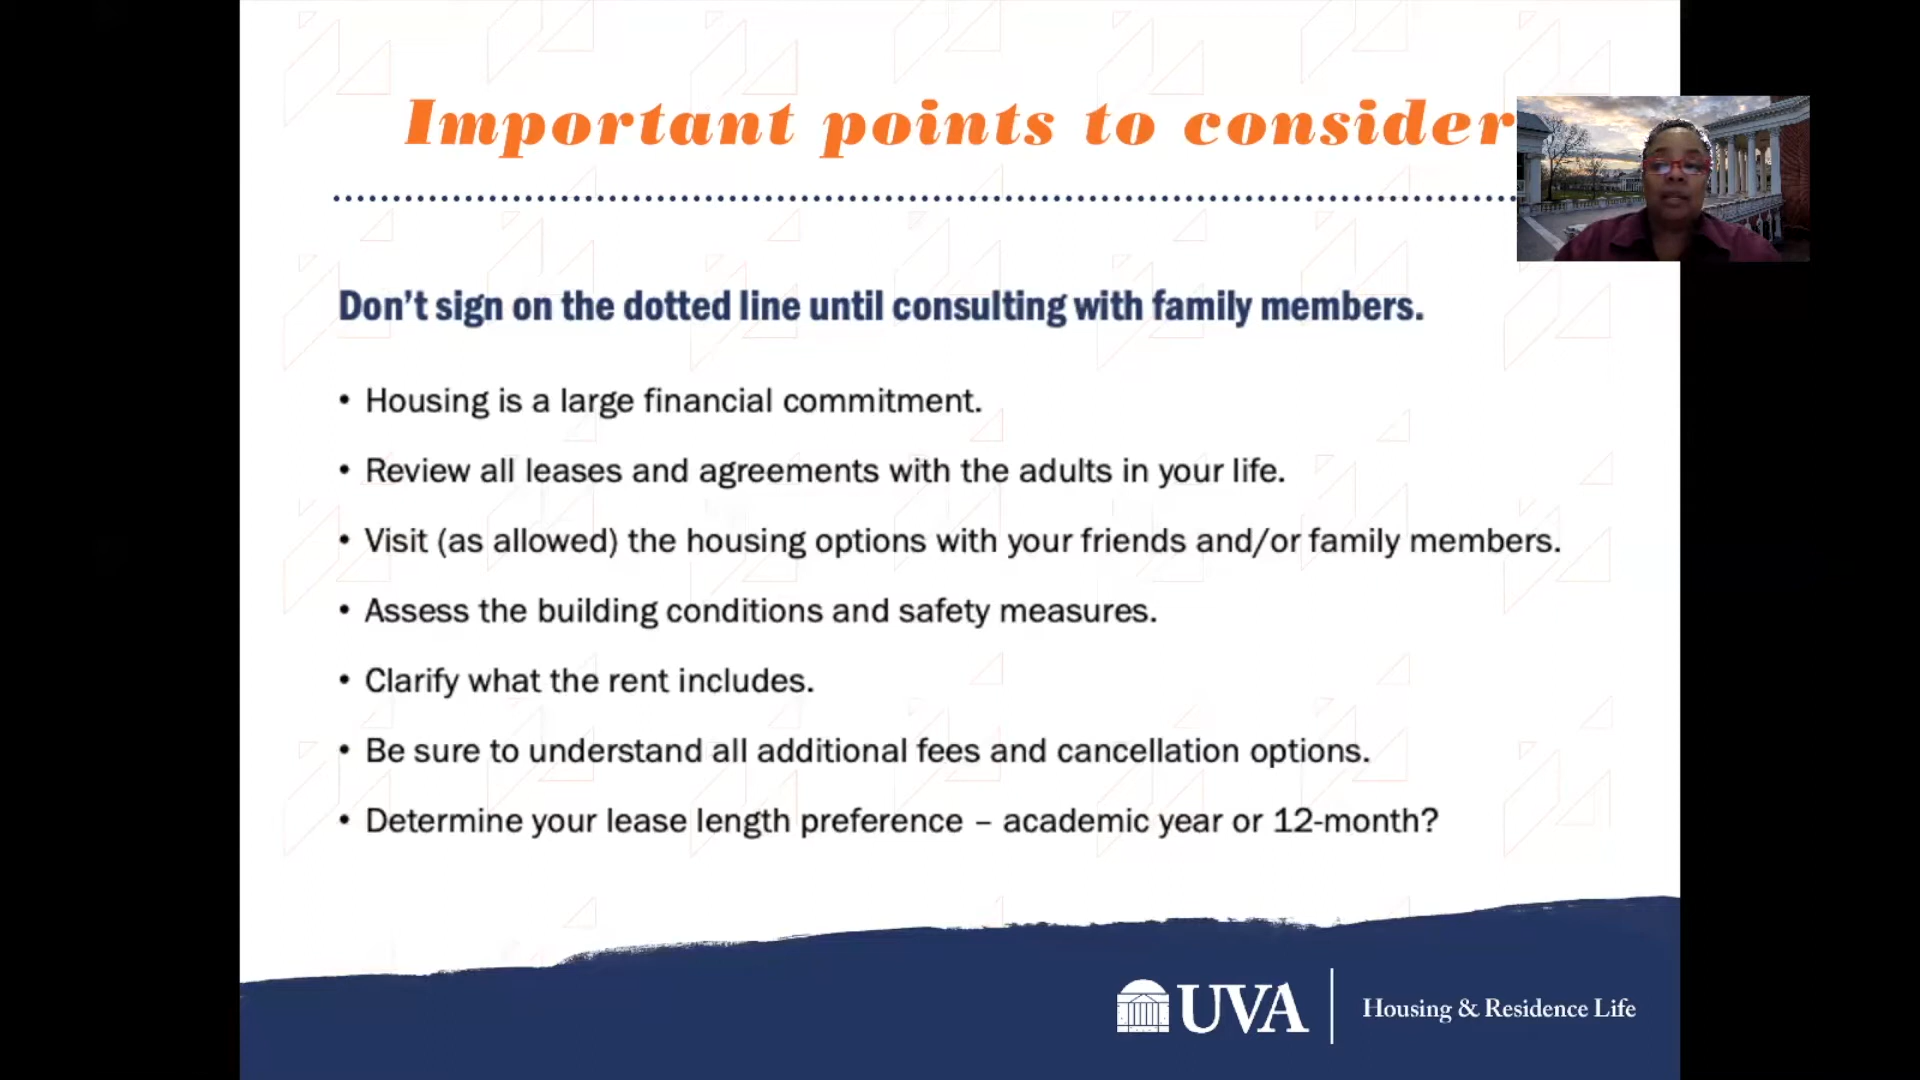 Important points to consider
Don't sign on the dotted line until consulting with family members.
• Housing is a large financial commitment.
• Review all leases and agreements with the adults in your life.
• Visit (as allowed) the housing options with your friends and/or family members.
• Assess the building conditions and safety measures.
• Clarify what the rent includes.
• Be sure to understand all additional fees and cancellation options.
• Determine your lease length preference – academic year or 12-month?
UVA
Housing & Residence Life